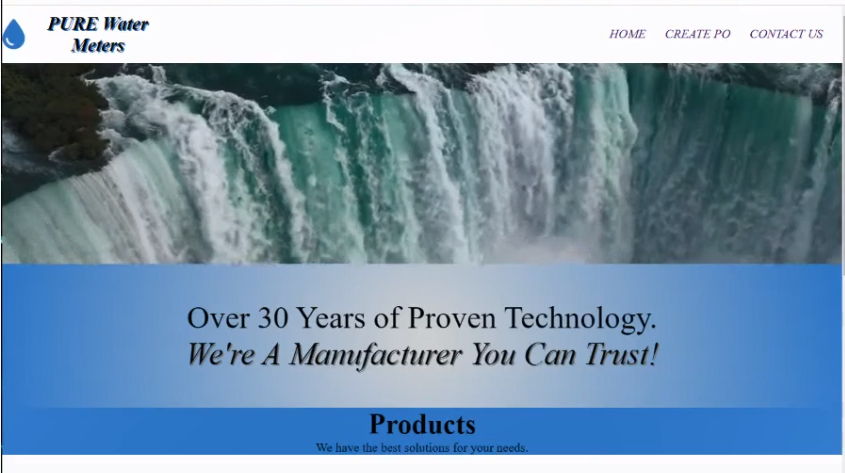 PURE Water
Meters
HOME CREATE PO CONTACT US
Over 30 Years of Proven Technology.
We're A Manufacturer You Can Trust!
Products
We have the best solutions for your needs.